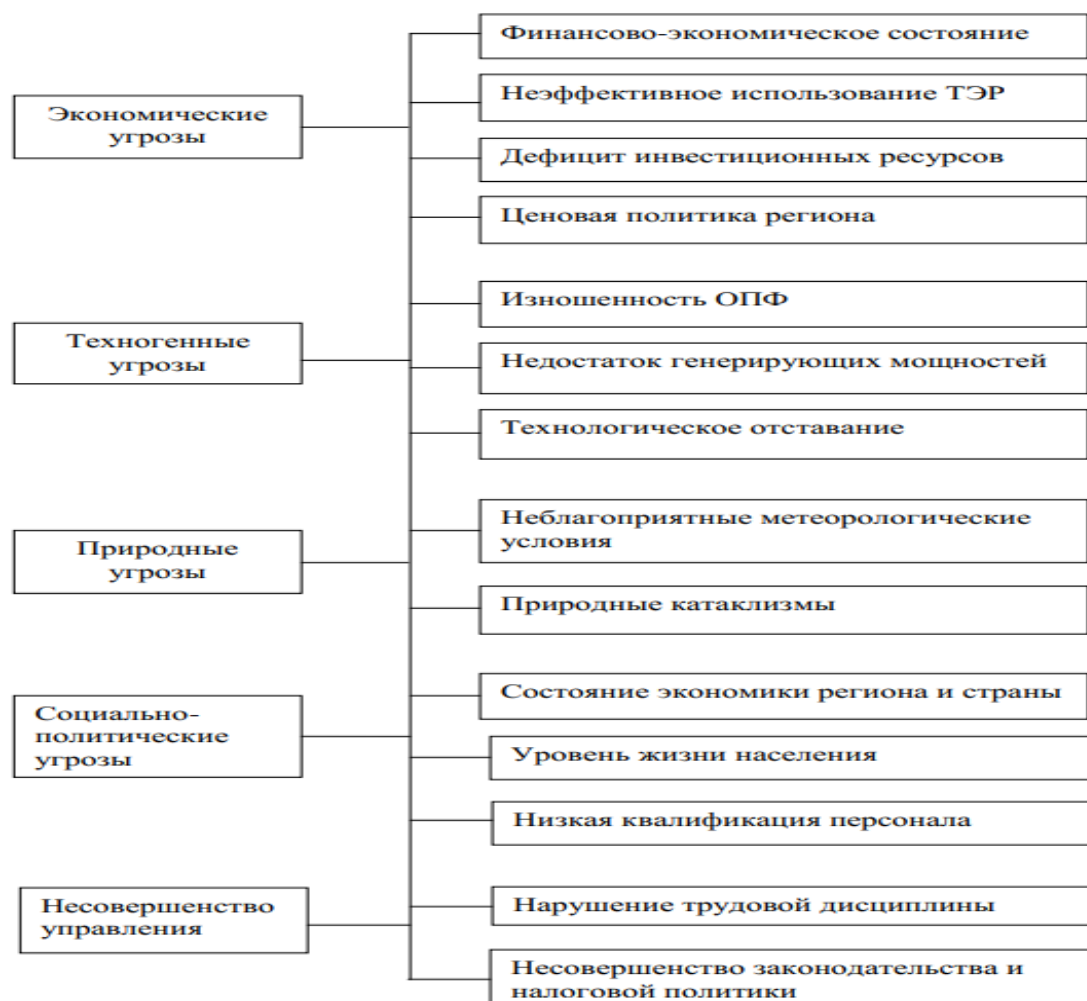 Экономические
угрозы
Финансово-экономическое состояние
Неэффективное использование ТЭР
Дефицит инвестиционных ресурсов
Ценовая политика региона
Техногенные
угрозы
Изношенность ОПФ
Недостаток генерирующих мощностей
Технологическое отставание
Природные
угрозы
Неблагоприятные метеорологические
условия
Природные катаклизмы
Социально-
политические
угрозы
Состояние экономики региона и страны
Уровень жизни населения
Низкая квалификация персонала
Несовершенство
управления
Нарушение трудовой дисциплины
Несовершенство законодательства и
налоговой политики